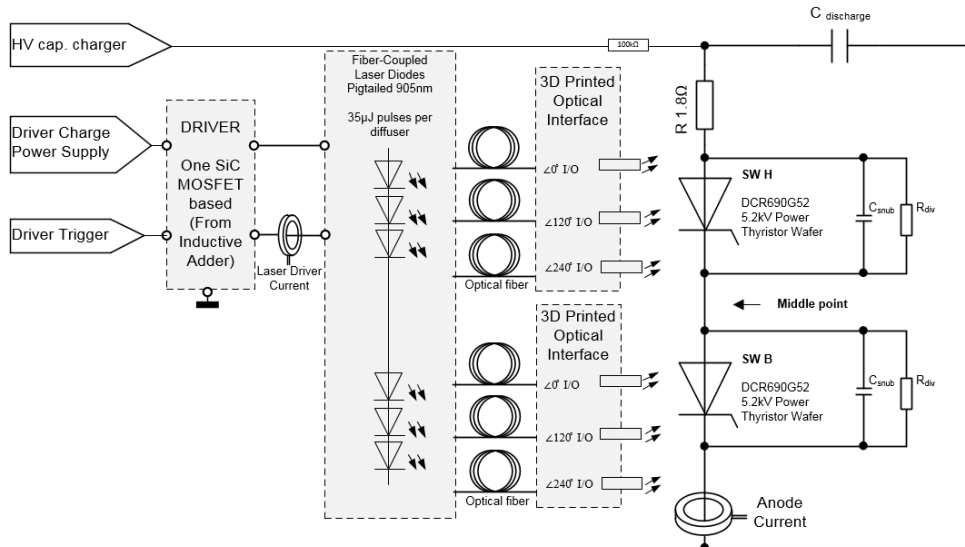 HV cap. charger
100kΩ
C discharge
Fiber-Coupled
Laser Diodes
Pigtailed 905nm
35µJ pulses per
diffuser
3D Printed
Optical
Interface
R 1.8Ω
Driver Charge
Power Supply
DRIVER
One SiC
MOSFET
based
(From
Inductive
Adder)
Driver Trigger
Laser Driver
Current
∠0° I/O
∠120° I/O
∠240° I/O
Optical fiber
SW H
DCR690G52
5.2kV Power
Thyristor Wafer
Csnub
Rdiv
Middle point
3D Printed
Optical
Interface
∠0° I/O
∠120° I/O
∠240° I/O
Optical fiber
SW B
DCR690G52
5.2kV Power
Thyristor Wafer
Csnub
Rdiv
Anode
Current